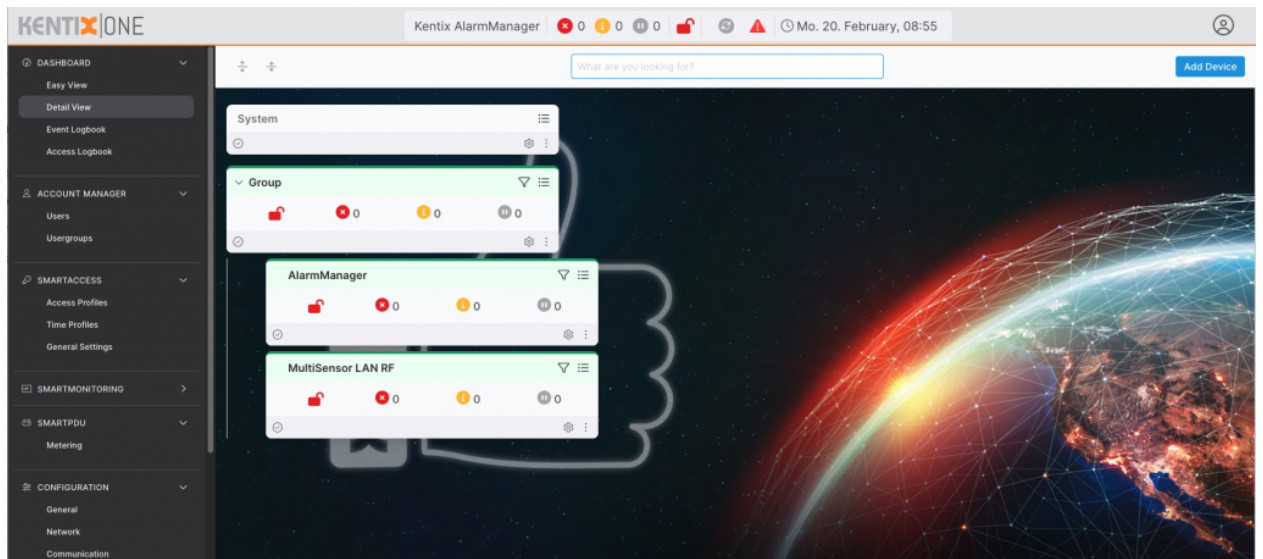 KENTIX|ONE
Kentix AlarmManager 0 0 0 Mo. 20. February, 08:55
DASHBOARD
Easy View
Detail View
Event Logbook
Access Logbook
ACCOUNT MANAGER
Users
Usergroups
SMARTACCESS
Access Profiles
Time Profiles
General Settings
SMARTMONITORING
SMARTPDU
Metering
CONFIGURATION
General
Network
Communication
What are you looking for?
Add Device
System
Group
0 0 0
AlarmManager
0 0 0
MultiSensor LAN RF
0 0 0